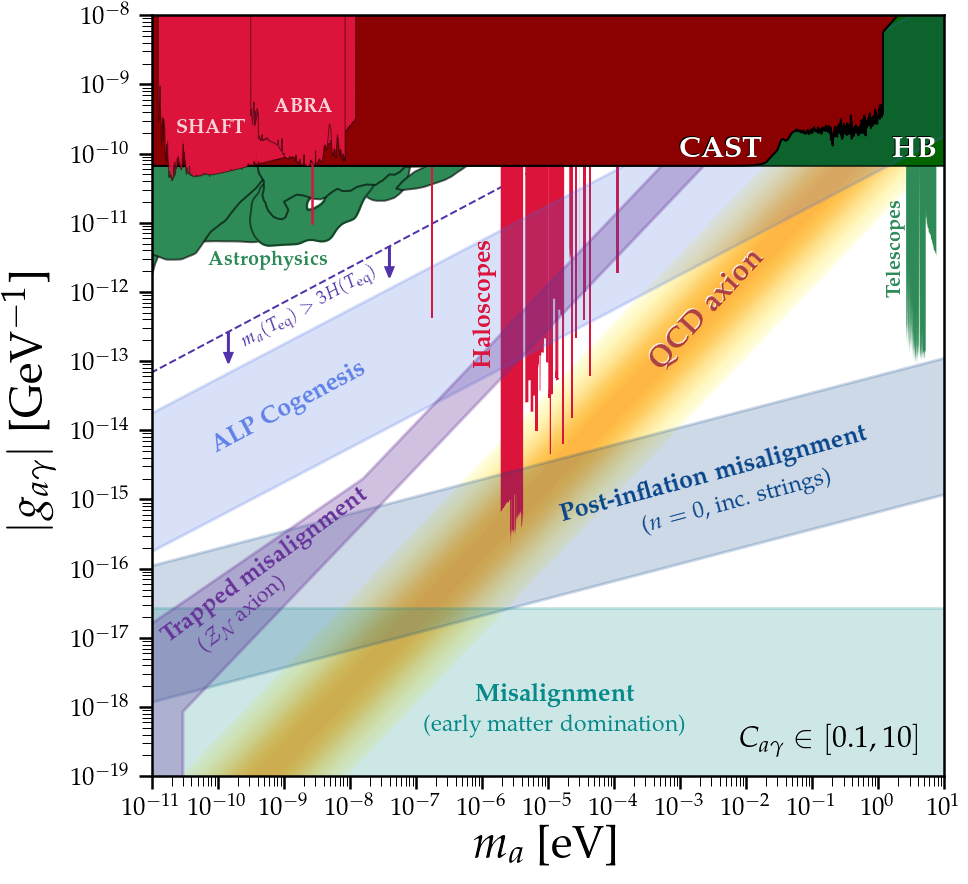 10⁻⁸
10⁻⁹
10⁻¹⁰
10⁻¹¹
10⁻¹²
10⁻¹³
10⁻¹⁴
10⁻¹⁵
10⁻¹⁶
10⁻¹⁷
10⁻¹⁸
10⁻¹⁹
|g_{aγ}| [GeV⁻¹]
SHAFT
ABRA
CAST
HB
Astrophysics
m_a(T_eq) > 3H(T_eq)
Haloscopes
Telescopes
QCD axion
ALP Cogenesis
Post-inflation misalignment
(n = 0, inc. strings)
Trapped misalignment
(Z_N axion)
Misalignment
(early matter domination)
C_{aγ} ∈ [0.1, 10]
10⁻¹¹ 10⁻¹⁰ 10⁻⁹ 10⁻⁸ 10⁻⁷ 10⁻⁶ 10⁻⁵ 10⁻⁴ 10⁻³ 10⁻² 10⁻¹ 10⁰ 10¹
m_a [eV]